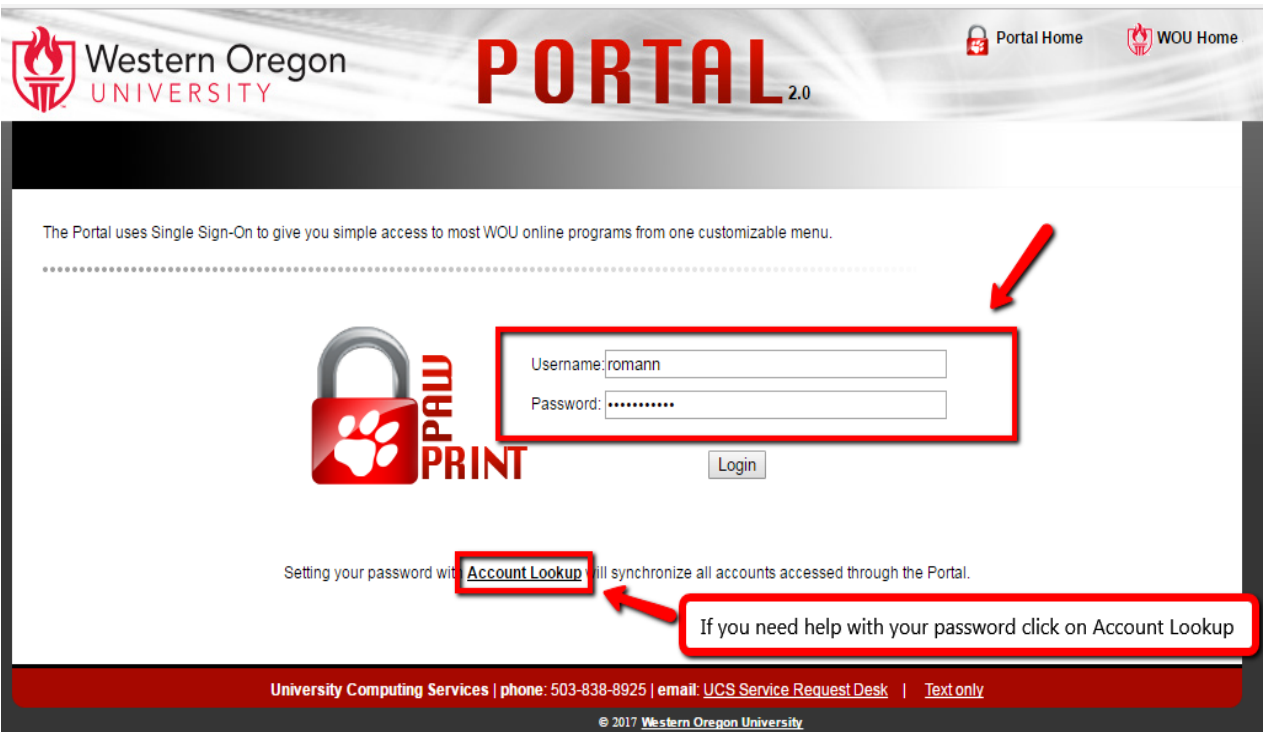 Western Oregon
UNIVERSITY
PORTAL 2.0
Portal Home
WOU Home
The Portal uses Single Sign-On to give you simple access to most WOU online programs from one customizable menu.
PAW
PRINT
Username: romann
Password: •••••••••••
Login
Setting your password with Account Lookup will synchronize all accounts accessed through the Portal.
If you need help with your password click on Account Lookup
University Computing Services | phone: 503-838-8925 | email: UCS Service Request Desk | Text only
© 2017 Western Oregon University